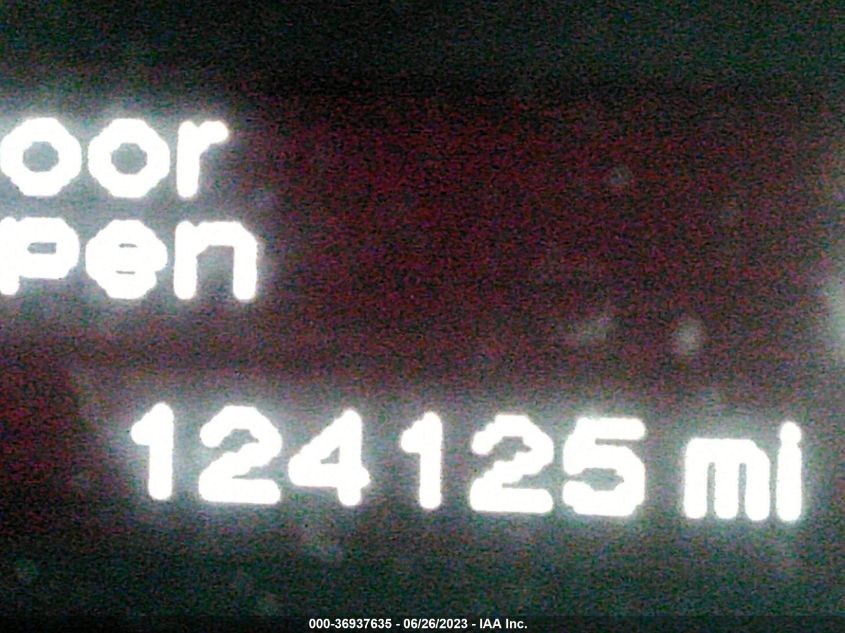 oor
pen
124125 mi
000-36937635 - 06/26/2023 - IAA Inc.